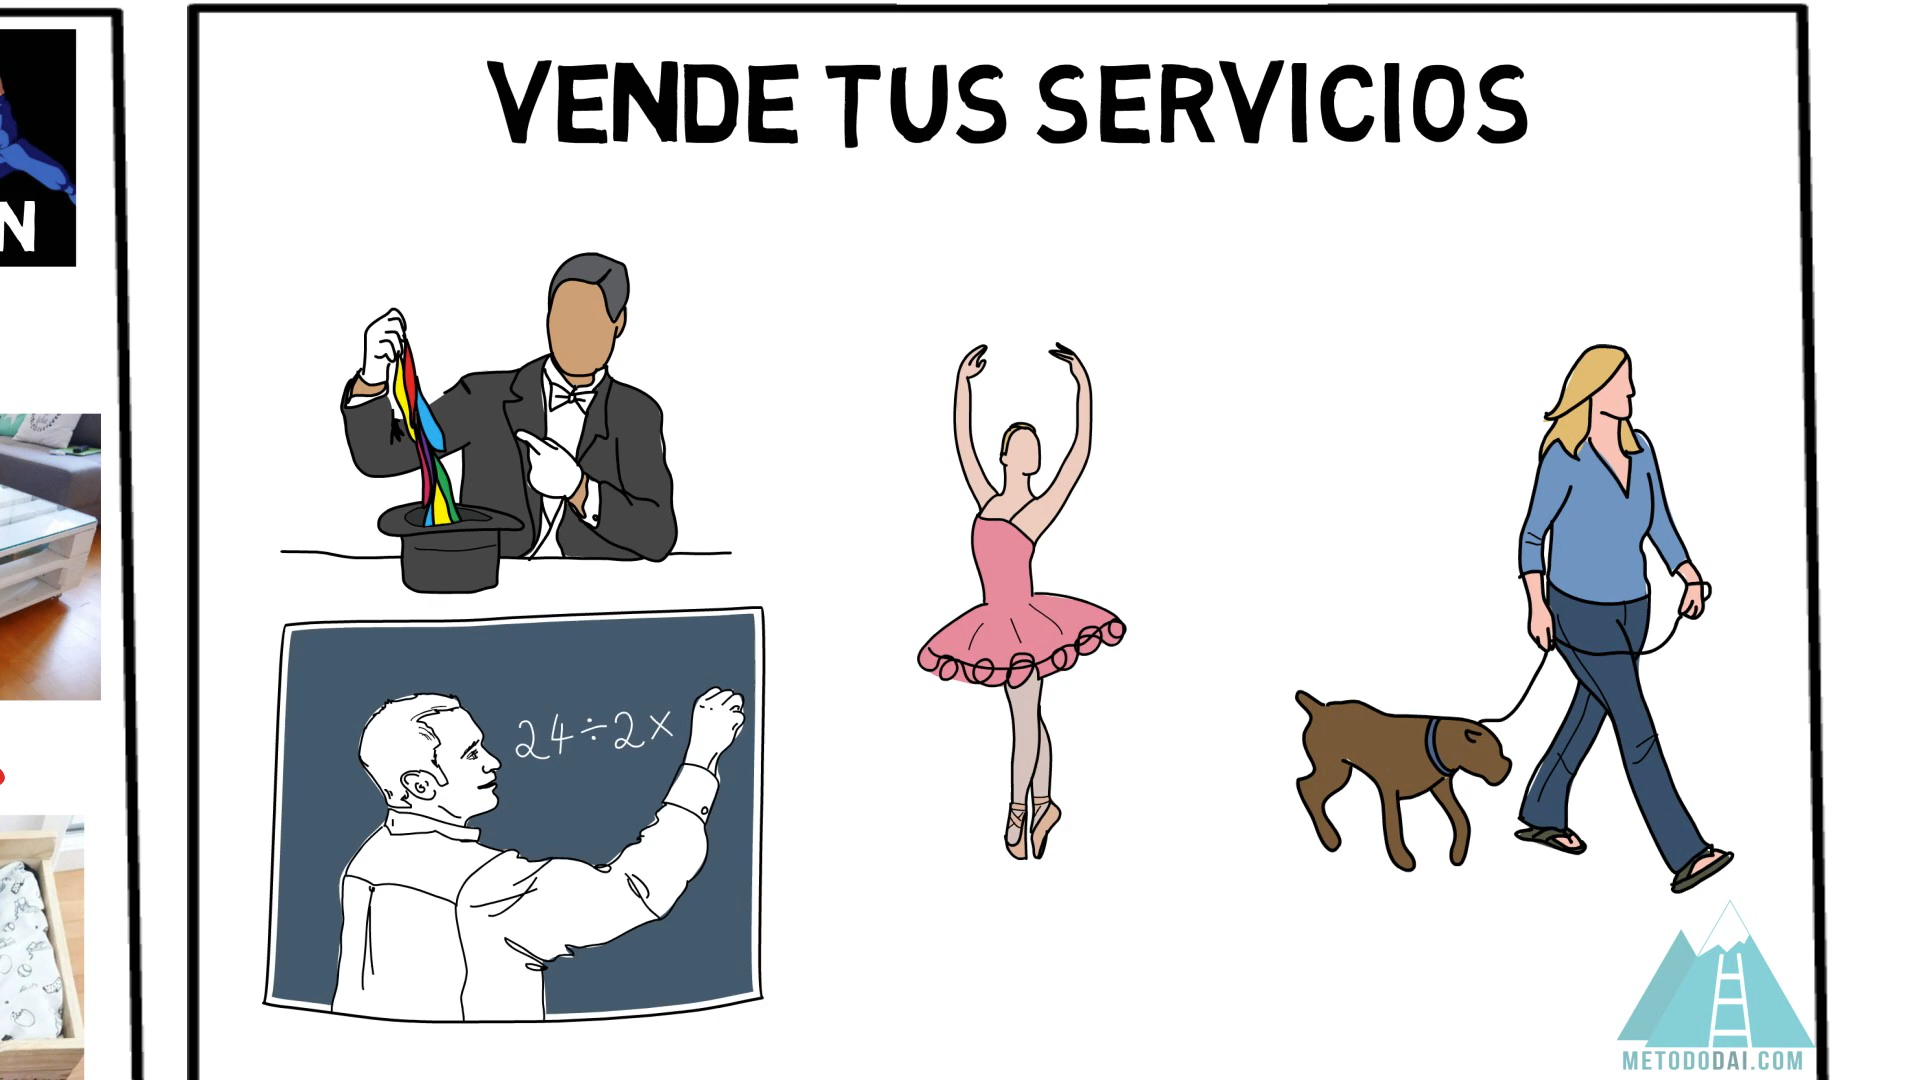 VENDE TUS SERVICIOS
N
24÷2x
METODODAI.COM